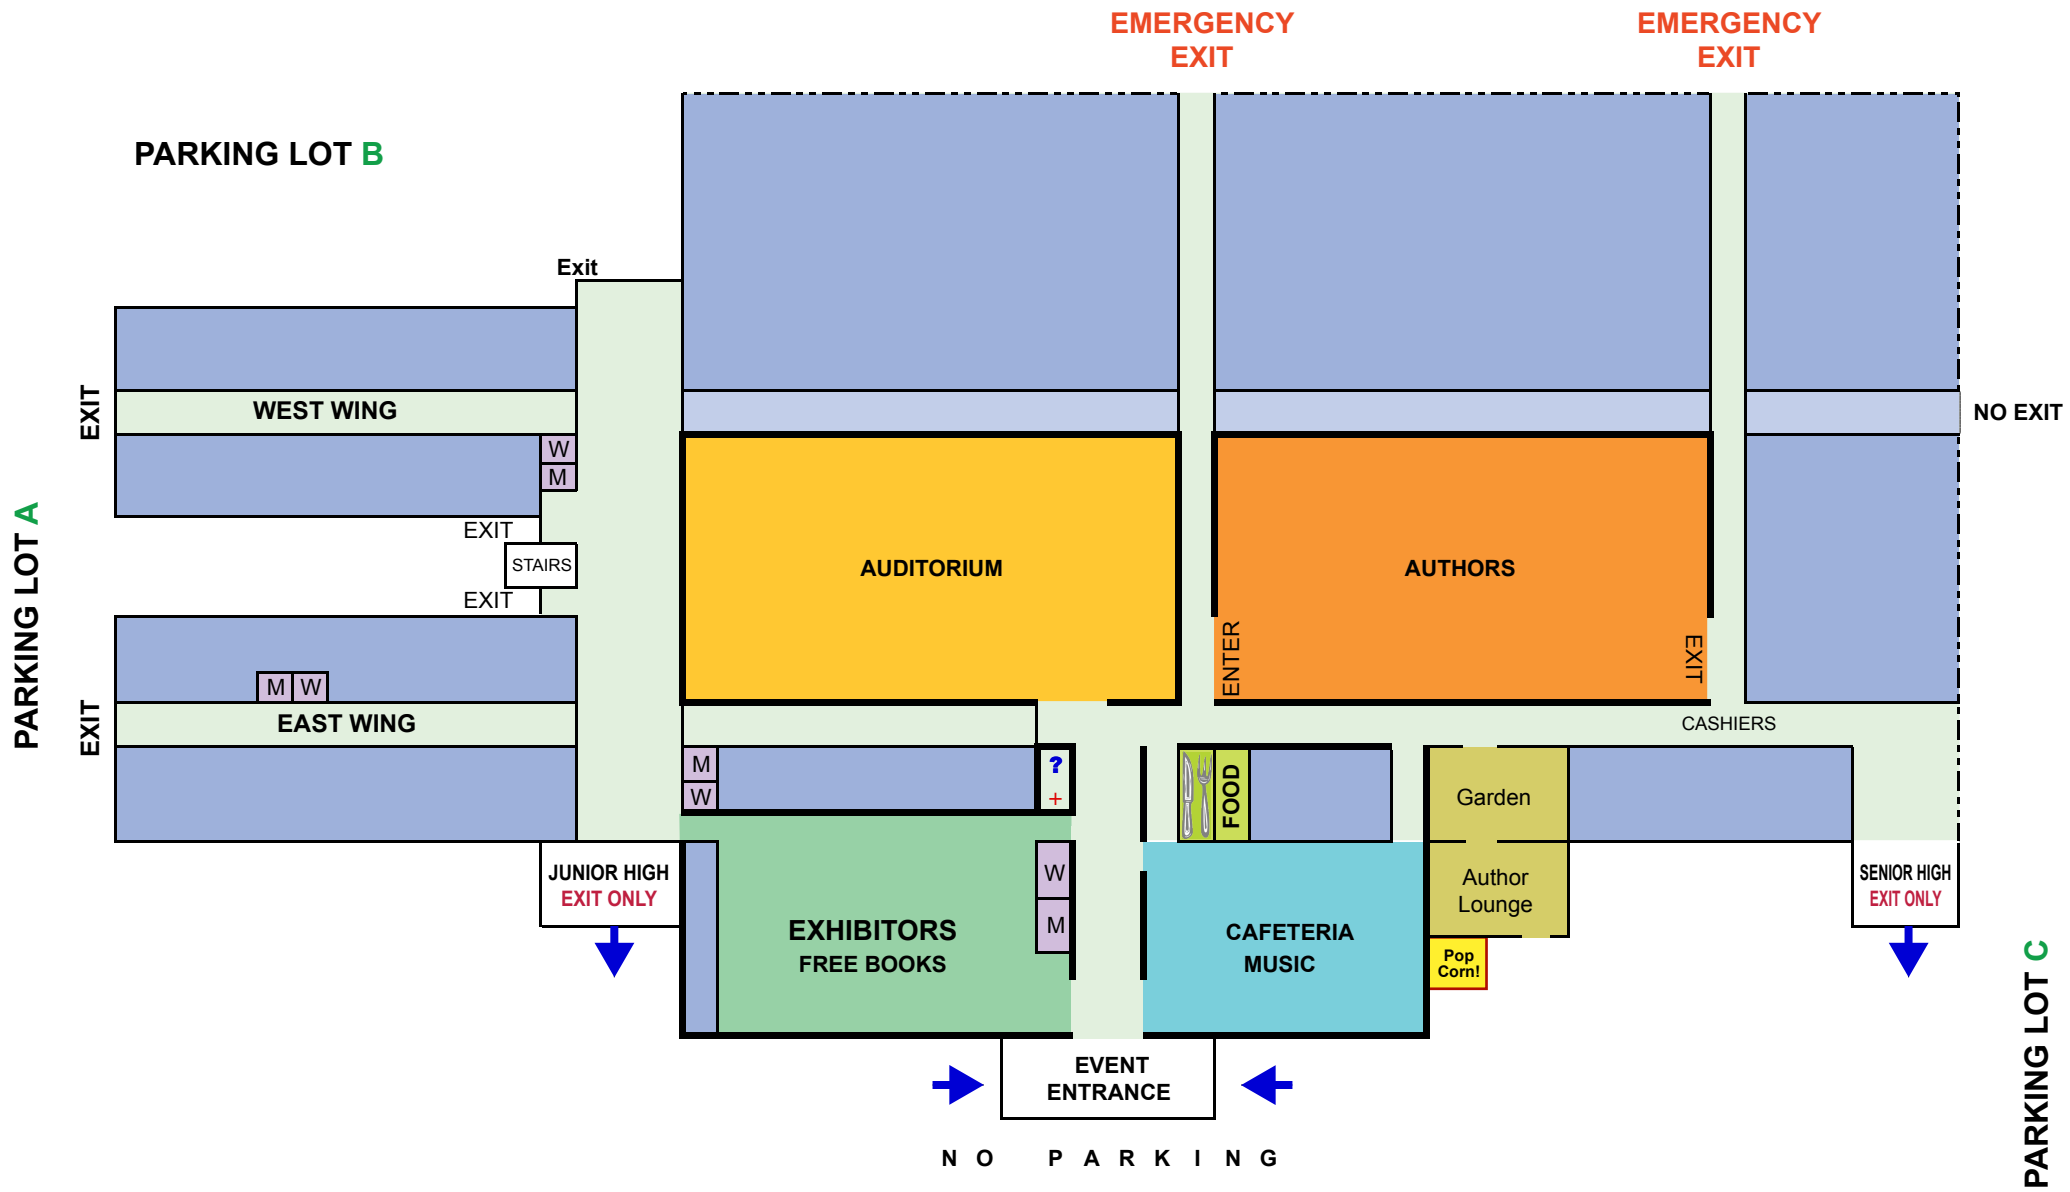 EMERGENCY
EXIT
EMERGENCY
EXIT
PARKING LOT B
Exit
EXIT
WEST WING
NO EXIT
W
M
PARKING LOT A
EXIT
STAIRS
EXIT
AUDITORIUM
AUTHORS
ENTER
EXIT
M W
EXIT
EAST WING
CASHIERS
M
W
?
+
FOOD
Garden
JUNIOR HIGH
EXIT ONLY
W
M
EXHIBITORS
FREE BOOKS
CAFETERIA
MUSIC
Author
Lounge
Pop
Corn!
SENIOR HIGH
EXIT ONLY
PARKING LOT C
EVENT
ENTRANCE
NO PARKING